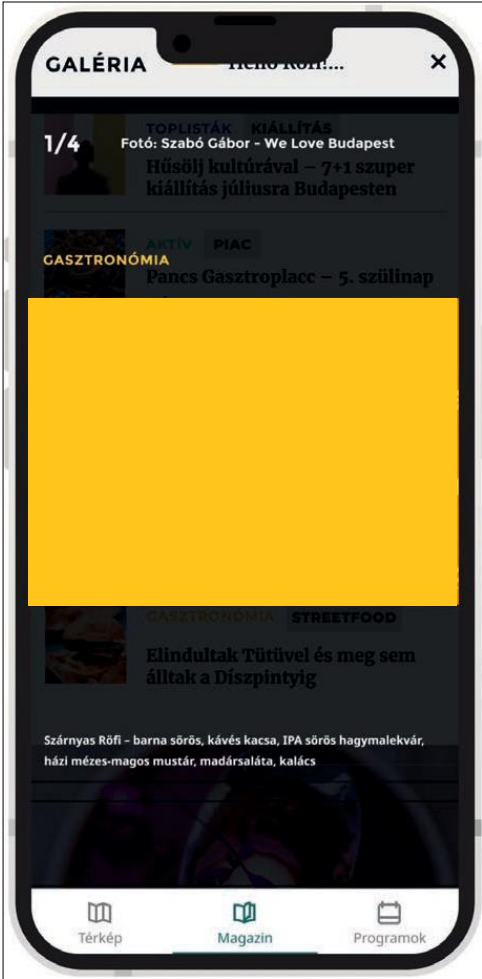 GALÉRIA
Helló Röfi!...
×
1/4
Fotó: Szabó Gábor - We Love Budapest
TOPLISTÁK KIÁLLÍTÁS
Hűsölj kultúrával – 7+1 szuper
kiállítás júliusra Budapesten
AKTÍV PIAC
GASZTRONÓMIA
Pancs Gasztroplacc – 5. szülinap
GASZTRONÓMIA STREETFOOD
Elindultak Tütüvel és meg sem
álltak a Díszpintyig
Szárnyas Röfi – barna sörös, kávés kacsa, IPA sörös hagymalekvár,
házi mézes-magos mustár, madársaláta, kalács
Térkép
Magazin
Programok